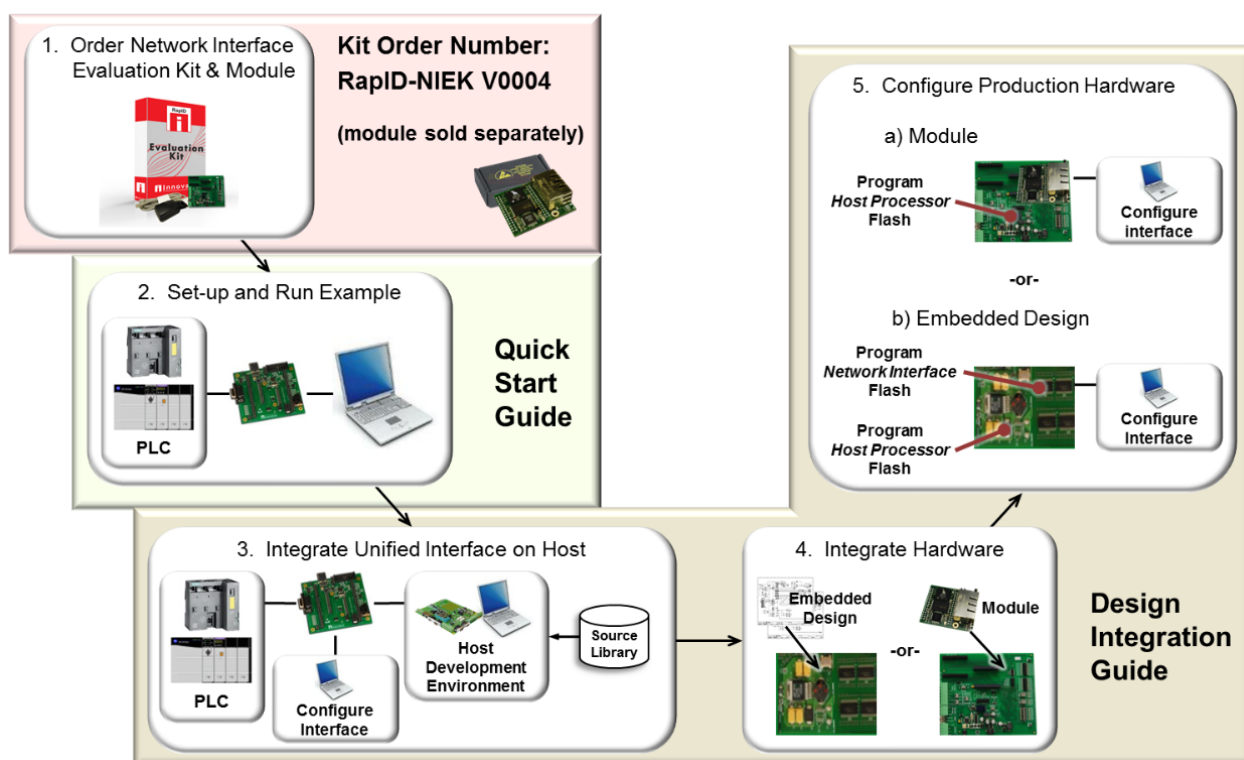 1. Order Network Interface
Evaluation Kit & Module
Kit Order Number:
RapID-NIEK V0004
(module sold separately)
RapID
Evaluation
Kit
2. Set-up and Run Example
PLC
Quick
Start
Guide
3. Integrate Unified Interface on Host
PLC
Configure
Interface
Host
Development
Environment
Source
Library
4. Integrate Hardware
Embedded
Design
-or-
Module
Design
Integration
Guide
5. Configure Production Hardware
a) Module
Program
Host Processor
Flash
Configure
interface
-or-
b) Embedded Design
Program
Network Interface
Flash
Program
Host Processor
Flash
Configure
Interface